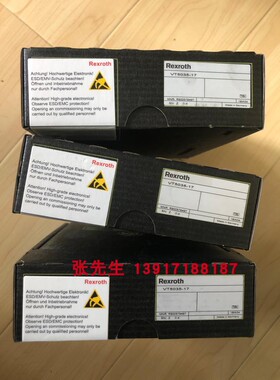 Achtung! Hochwertige Elektronik!
ESD/EMV-Schutz beachten!
Öffnen und Inbetriebnahme
nur durch Fachpersonal!
Attention! High-grade electronics!
Observe ESD/EMC protection!
Opening an commissioning may only be
carried out by qualified personnel!
Rexroth
Achtung! Hochwertige Elektronik!
ESD/EMV-Schutz beachten!
Öffnen und Inbetriebnahme
nur durch Fachpersonal!
Attention! High-grade electronics!
Observe ESD/EMC protection!
Opening an commissioning may only be
carried out by qualified personnel!
Rexroth
张先生 13917188187
Achtung! Hochwertige Elektronik!
ESD/EMV-Schutz beachten!
Öffnen und Inbetriebnahme
nur durch Fachpersonal!
Attention! High-grade electronics!
Observe ESD/EMC protection!
Opening an commissioning may only be
carried out by qualified personnel!
Rexroth